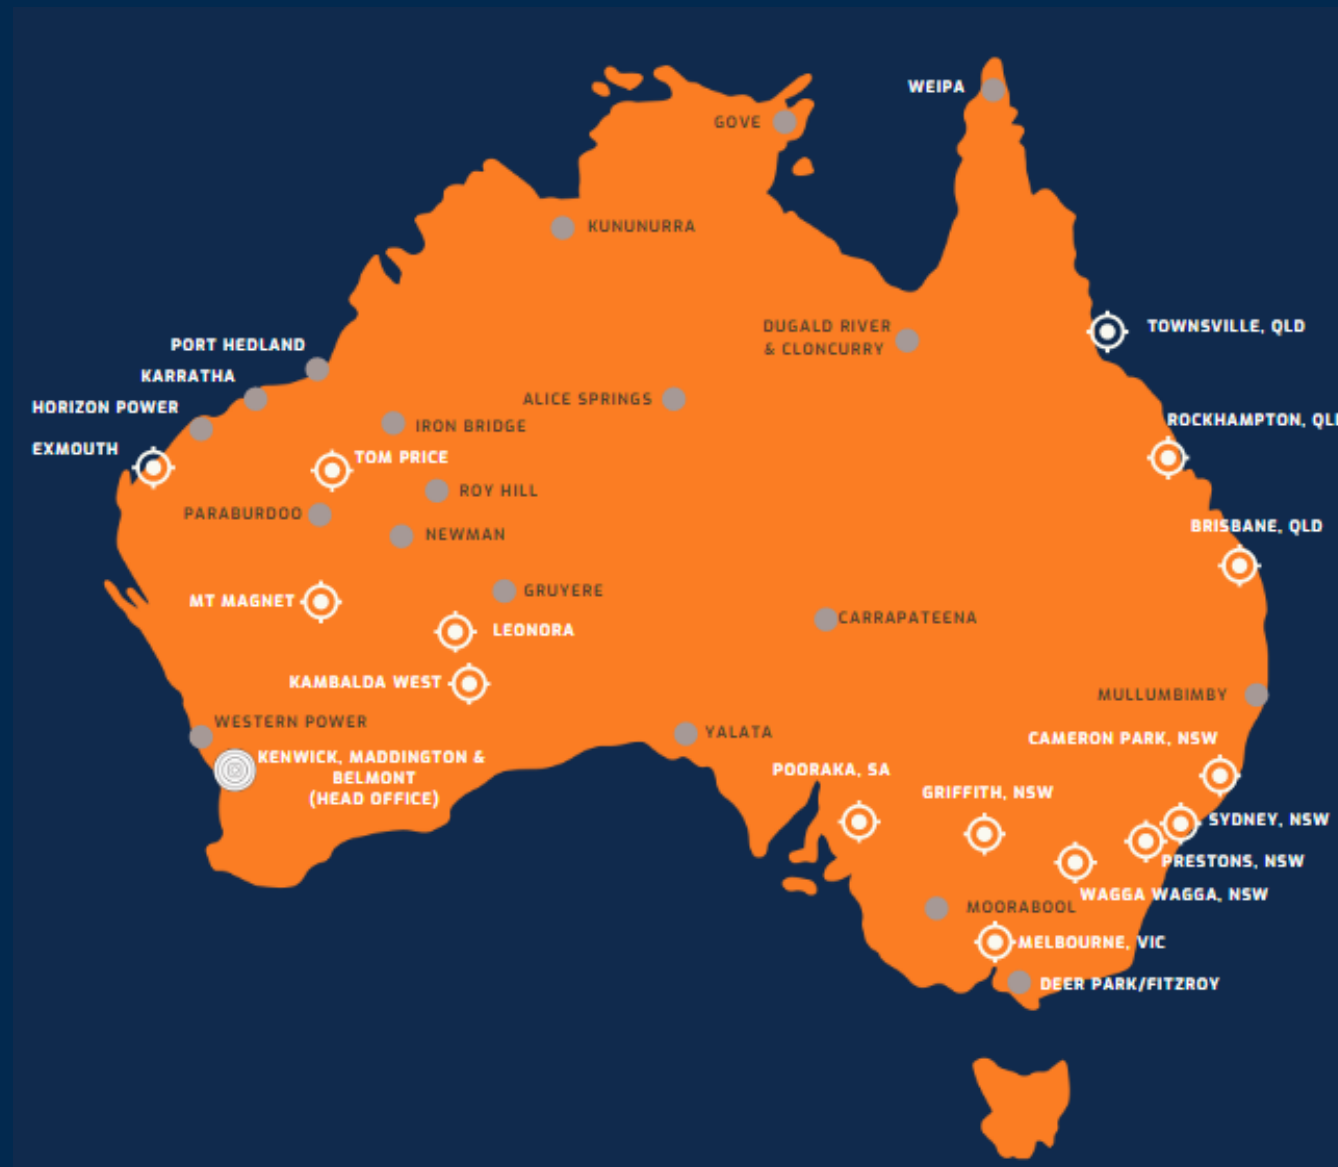 WEIPA
GOVE
KUNUNURRA
TOWNSVILLE, QLD
DUGALD RIVER
& CLONCURRY
PORT HEDLAND
KARRATHA
ALICE SPRINGS
HORIZON POWER
ROCKHAMPTON, QL
IRON BRIDGE
EXMOUTH
TOM PRICE
ROY HILL
PARABURDOO
BRISBANE, QLD
NEWMAN
GRUYERE
MT MAGNET
CARRAPATEENA
LEONORA
KAMBALDA WEST
MULLUMBIMBY
WESTERN POWER
YALATA
CAMERON PARK, NSW
KENWICK, MADDINGTON &
BELMONT
(HEAD OFFICE)
POORAKA, SA
GRIFFITH, NSW
SYDNEY, NSW
PRESTONS, NSW
WAGGA WAGGA, NSW
MOORABOOL
MELBOURNE, VIC
DEER PARK/FITZROY